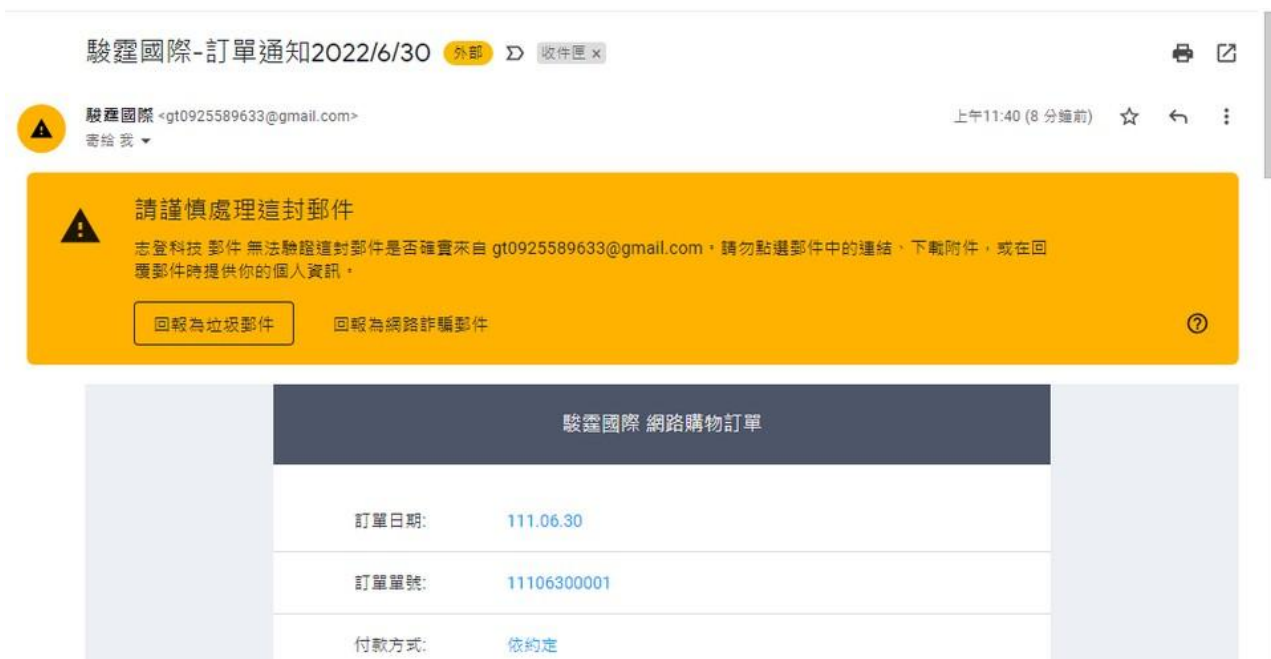 駿霆國際-訂單通知2022/6/30 外部 收件匣 ×
駿霆國際 <gt0925589633@gmail.com>
上午11:40 (8 分鐘前)
寄給 我
請謹慎處理這封郵件
志登科技 郵件 無法驗證這封郵件是否確實來自 gt0925589633@gmail.com。請勿點選郵件中的連結、下載附件，或在回
覆郵件時提供你的個人資訊。
回報為垃圾郵件 回報為網路詐騙郵件
駿霆國際 網路購物訂單
訂單日期: 111.06.30
訂單單號: 11106300001
付款方式: 依約定